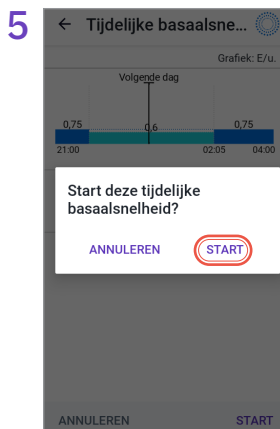 5
← Tijdelijke basaalsne...
Grafiek: E/u.
Volgende dag
0,75
0,6
0,75
21:00
02:05
04:00
Start deze tijdelijke
basaalsnelheid?
ANNULEREN
START
ANNULEREN
START